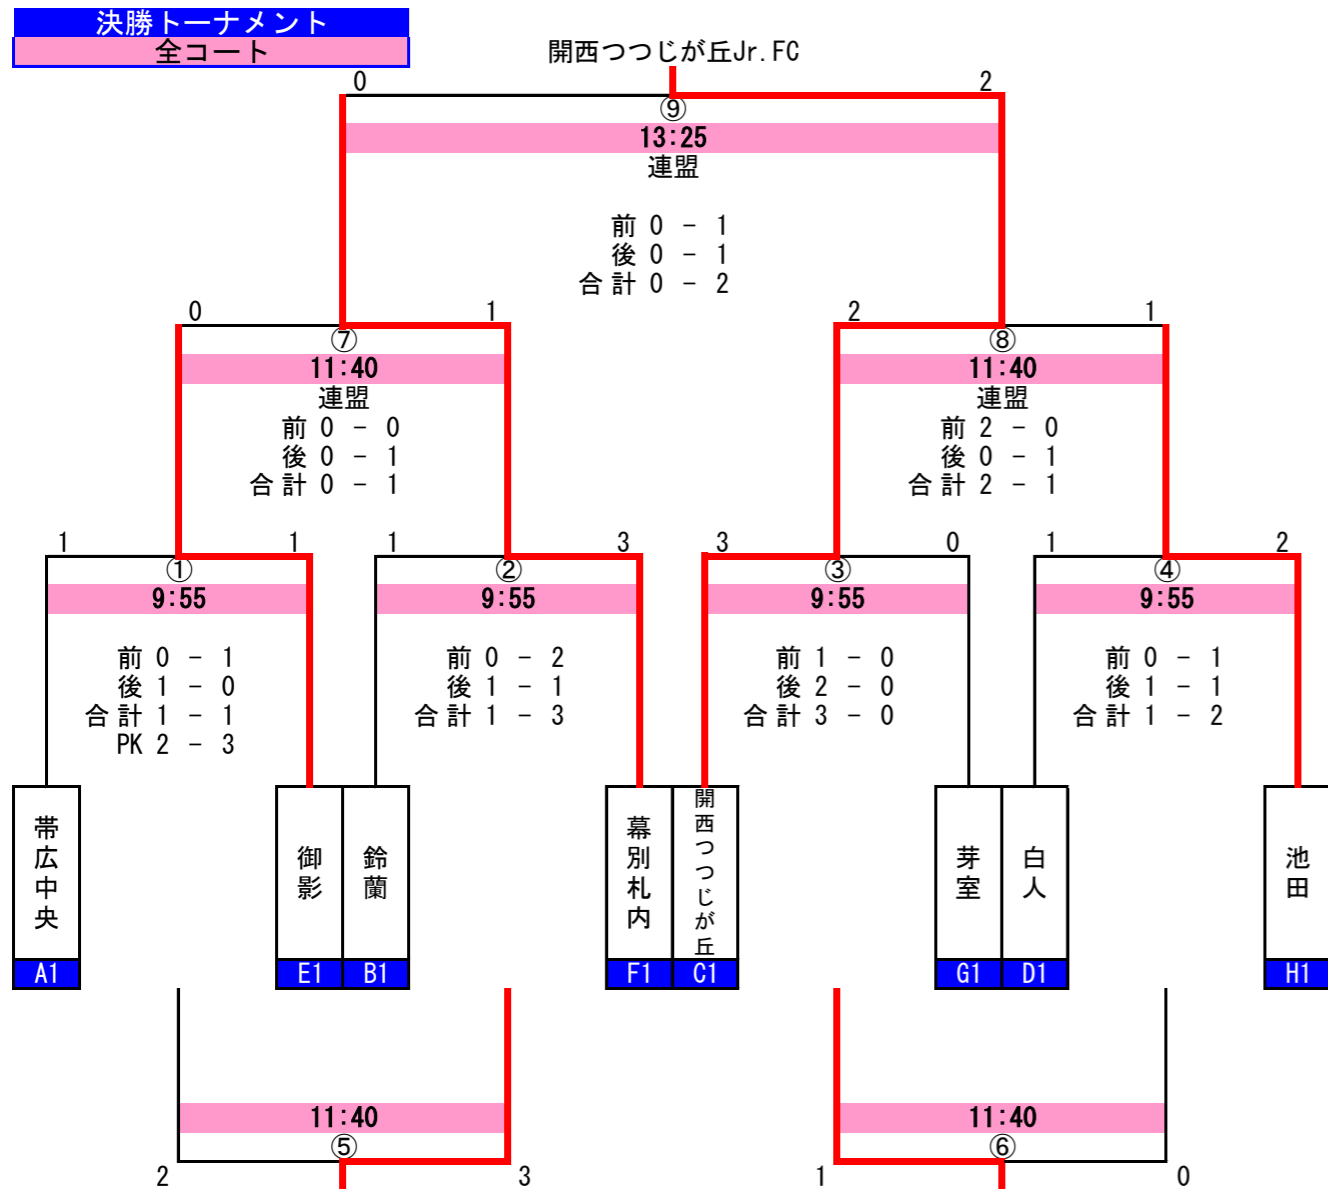 決勝トーナメント
全コート
開西つつじが丘Jr.FC
0
2
⑨
13:25
連盟
前 0 - 1
後 0 - 1
合計 0 - 2
0
1
2
1
⑦
⑧
11:40
11:40
連盟
連盟
前 0 - 0
後 0 - 1
合計 0 - 1
前 2 - 0
後 0 - 1
合計 2 - 1
1
1
1
3
3
0
1
2
①
②
③
④
9:55
9:55
9:55
9:55
前 0 - 1
後 1 - 0
合計 1 - 1
PK 2 - 3
前 0 - 2
後 1 - 1
合計 1 - 3
前 1 - 0
後 2 - 0
合計 3 - 0
前 0 - 1
後 1 - 1
合計 1 - 2
帯広中央
御影
鈴蘭
幕別札内
開西つつじが丘
芽室
白人
池田
A1
E1
B1
F1
C1
G1
D1
H1
11:40
11:40
⑤
⑥
2
3
1
0